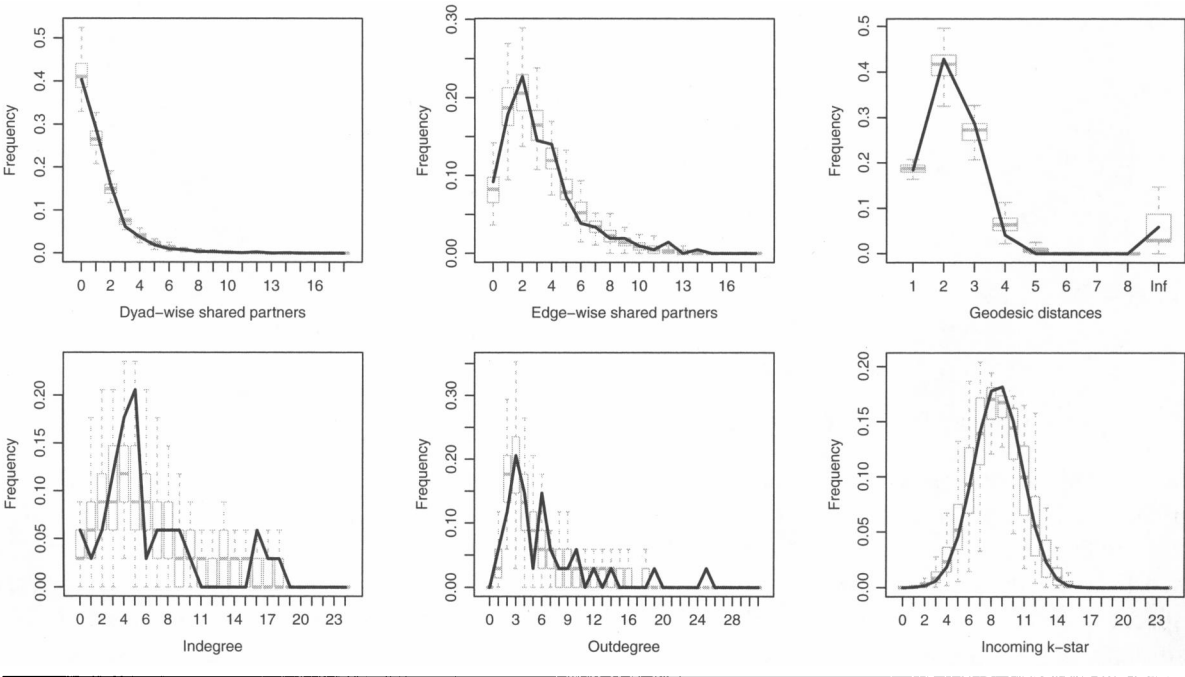 Frequency
0.0 0.1 0.2 0.3 0.4 0.5
0 2 4 6 8 10 13 16
Dyad−wise shared partners
Frequency
0.00 0.10 0.20 0.30
0 2 4 6 8 10 13 16
Edge−wise shared partners
Frequency
0.0 0.1 0.2 0.3 0.4 0.5
1 2 3 4 5 6 7 8 Inf
Geodesic distances
Frequency
0.00 0.05 0.10 0.15 0.20
0 2 4 6 8 11 14 17 20 23
Indegree
Frequency
0.00 0.10 0.20 0.30
0 3 6 9 12 16 20 24 28
Outdegree
Frequency
0.00 0.05 0.10 0.15 0.20
0 2 4 6 8 11 14 17 20 23
Incoming k−star